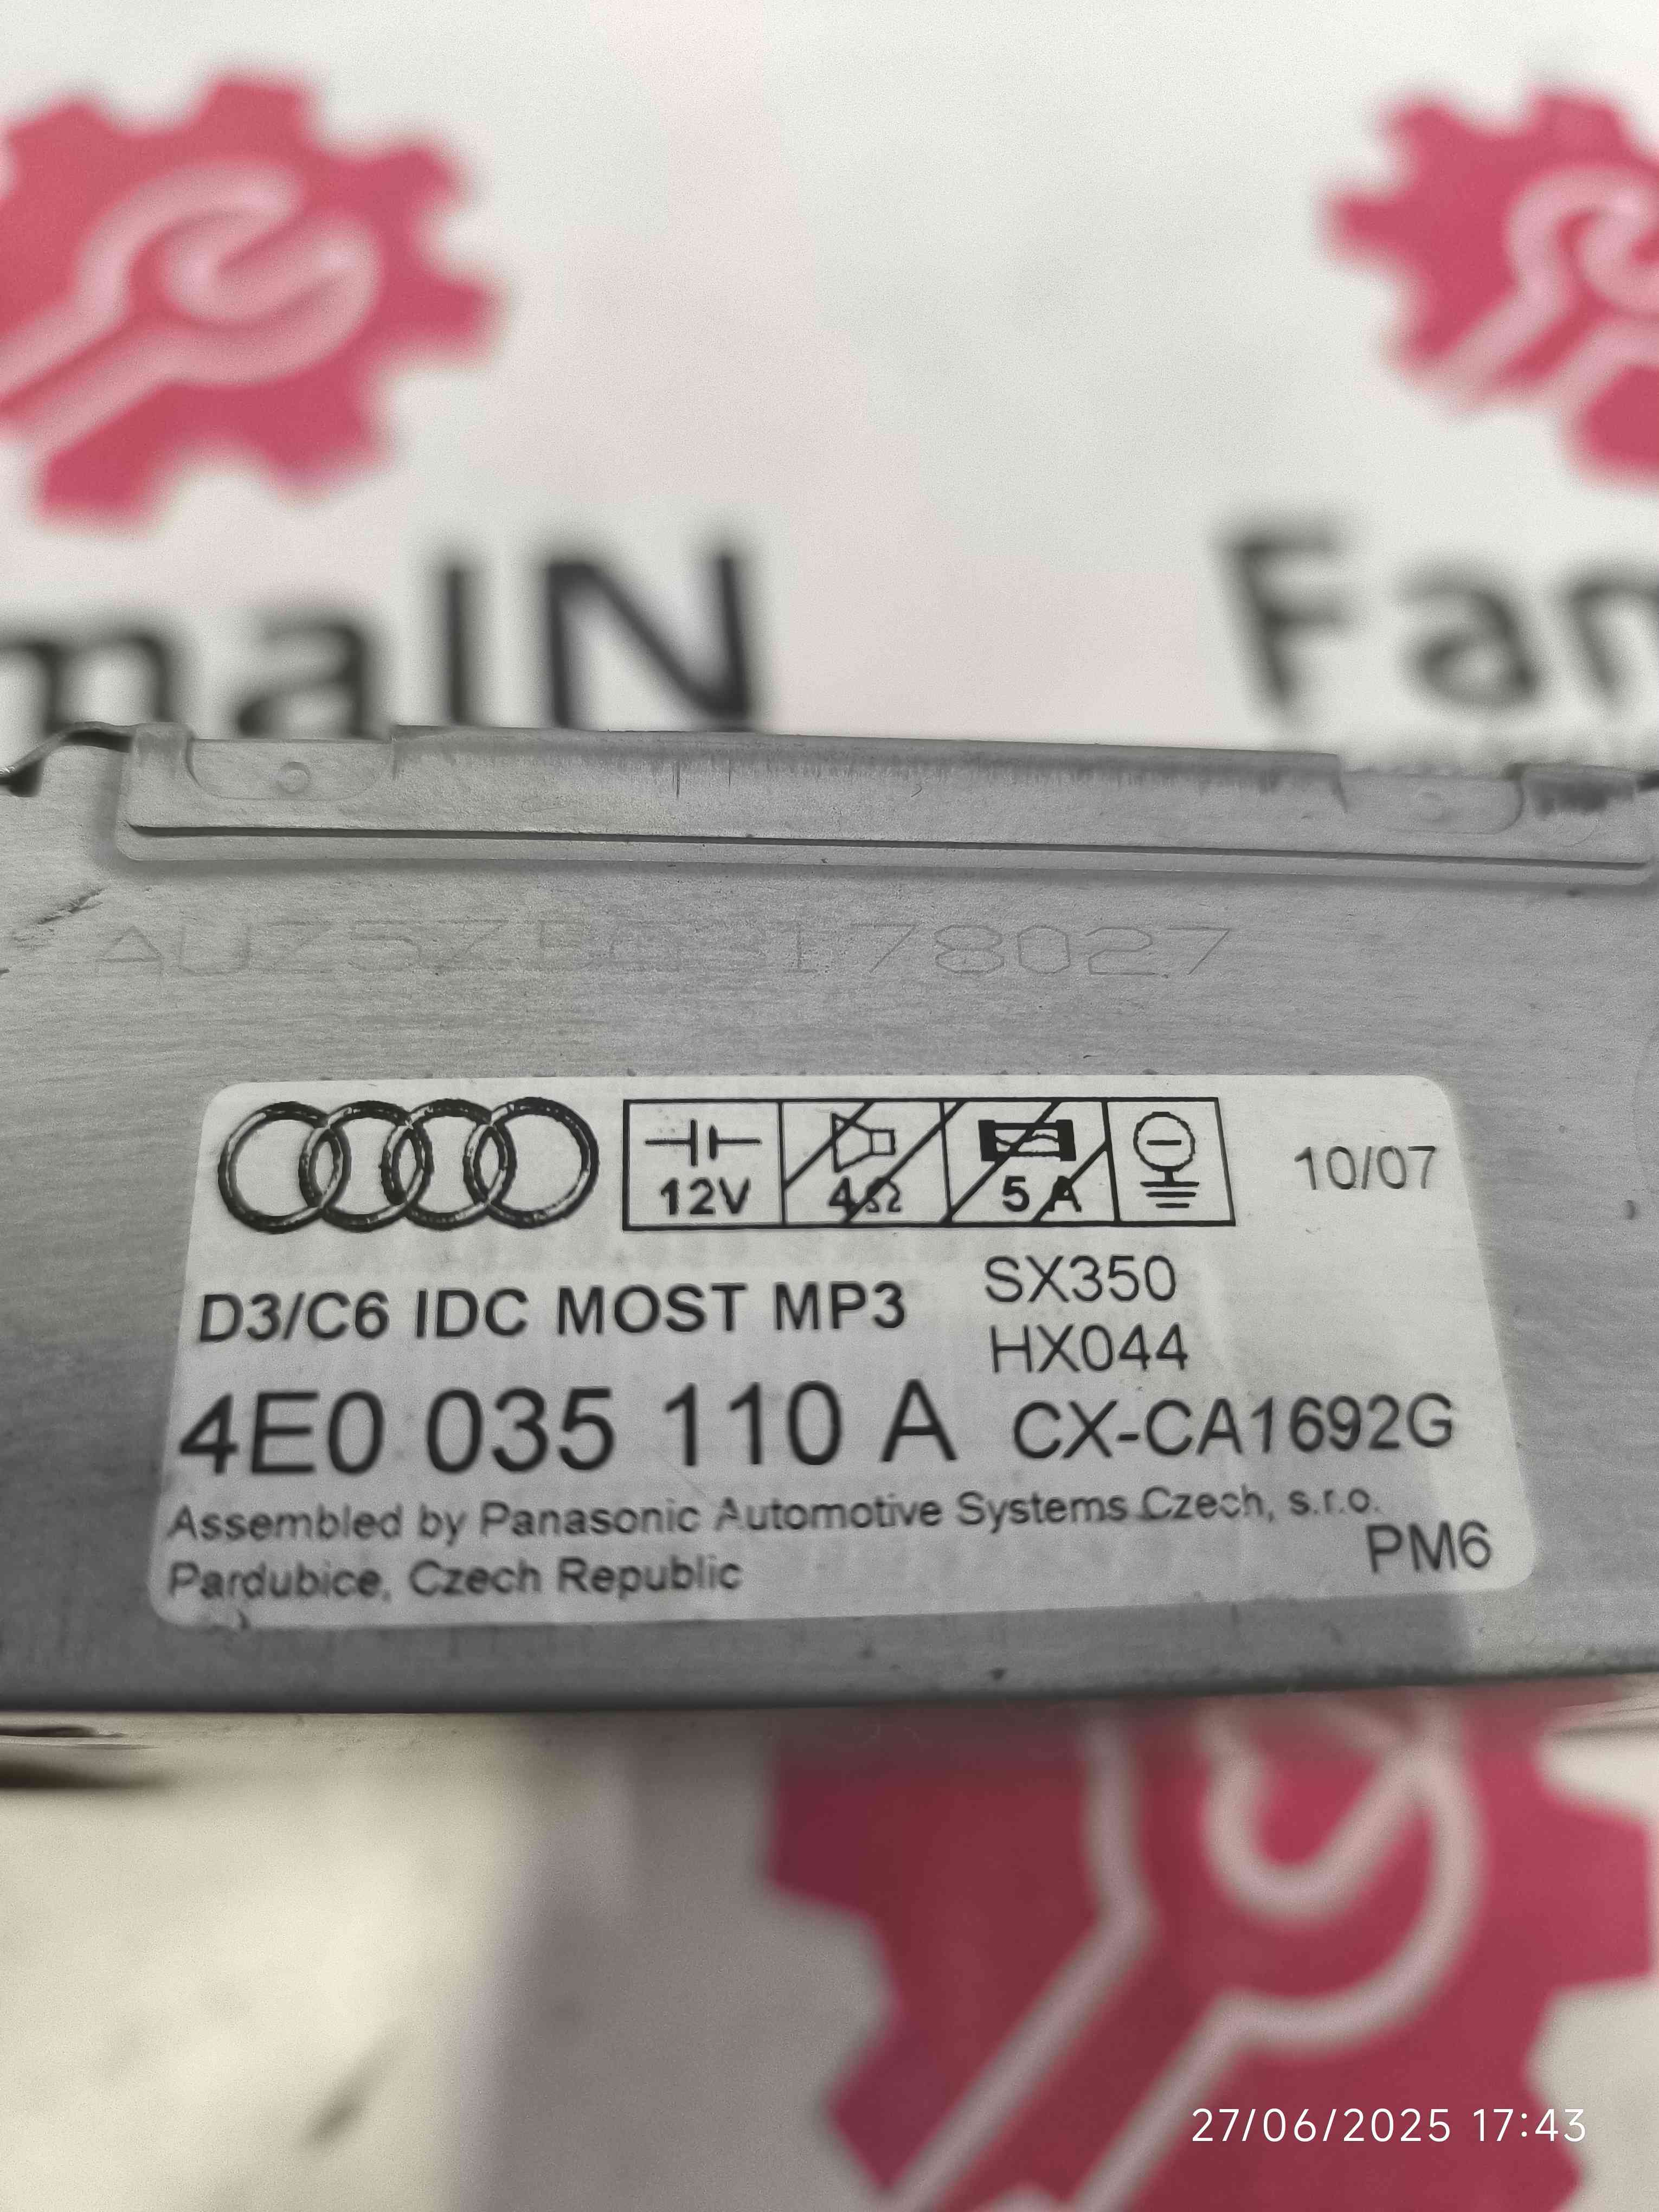 maIN
Fam
12V
4Ω
5 A
10/07
D3/C6 IDC MOST MP3
SX350
HX044
4E0 035 110 A
CX-CA1692G
Assembled by Panasonic Automotive Systems Czech, s.r.o.
Pardubice, Czech Republic
PM6
27/06/2025 17:43